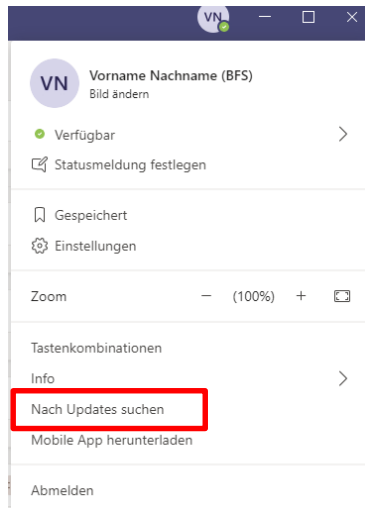 VN
VN
Vorname Nachname (BFS)
Bild ändern
Verfügbar
Statusmeldung festlegen
Gespeichert
Einstellungen
Zoom − (100%) +
Tastenkombinationen
Info
Nach Updates suchen
Mobile App herunterladen
Abmelden